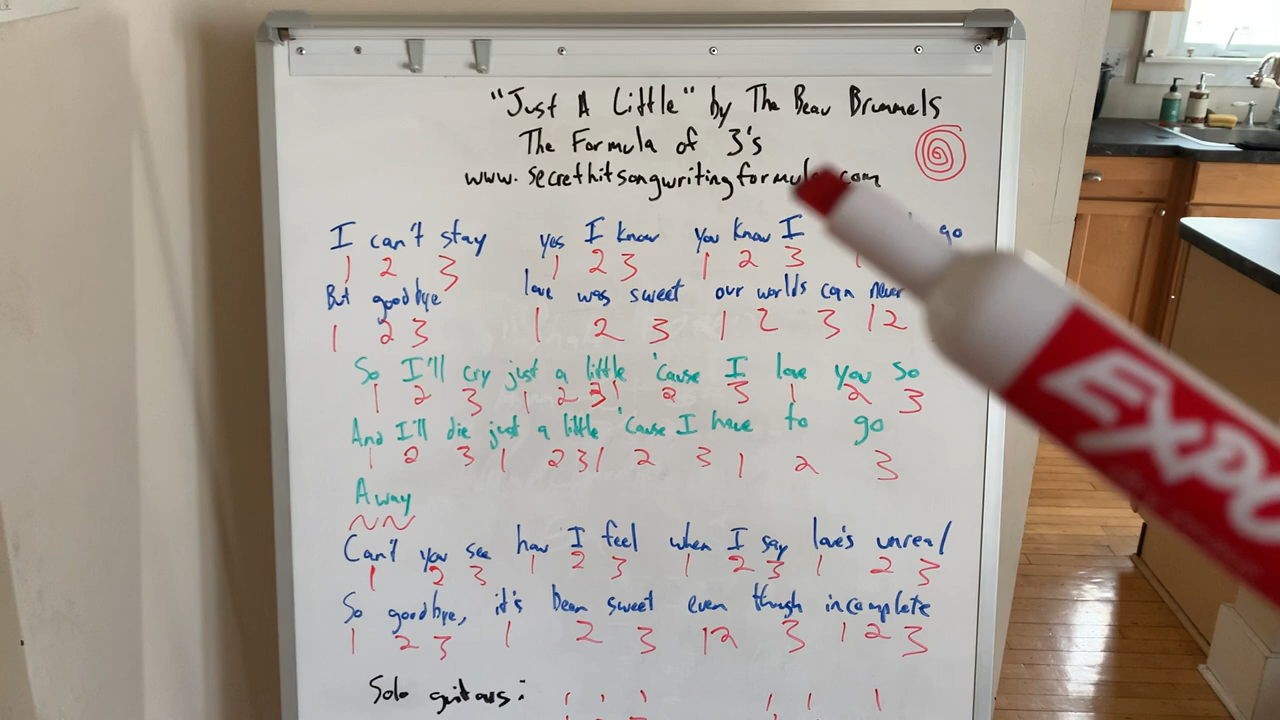 "Just A Little" by The Beau Brummels
The Formula of 3's
www.secrethitsongwritingformula.com
I can't stay yes I know you know I go
1 2 3 1 2 3 1 2 3 1
But goodbye love was sweet our worlds can never
1 2 3 1 2 3 1 2 3 1 2
So I'll cry just a little 'cause I love you so
1 2 3 1 2 3 1 2 3 1 2 3
And I'll die just a little 'cause I have to go
1 2 3 1 2 3 1 2 3 1 2 3
Away
Can't you see how I feel when I say love's unreal
1 2 3 1 2 3 1 2 3 1 2 3
So goodbye, it's been sweet even though incomplete
1 2 3 1 2 3 1 2 3 1 2 3
Solo guitars:
EXPO